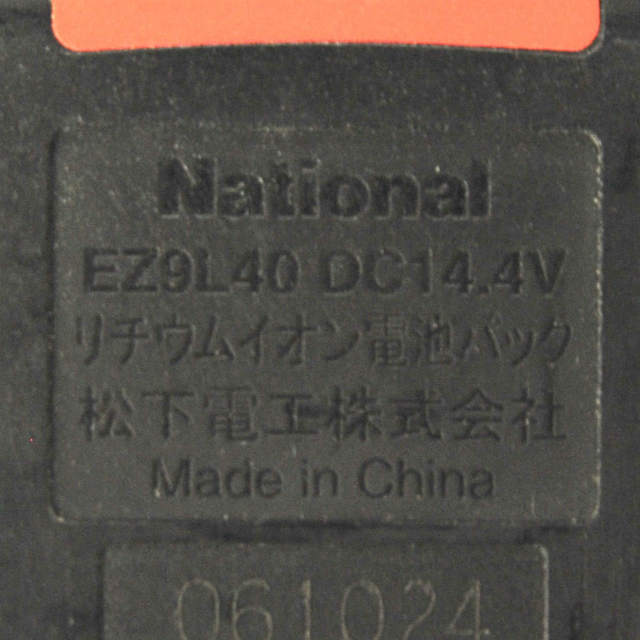 National
EZ9L40 DC14.4V
リチウムイオン電池パック
松下電工株式会社
Made in China
061024